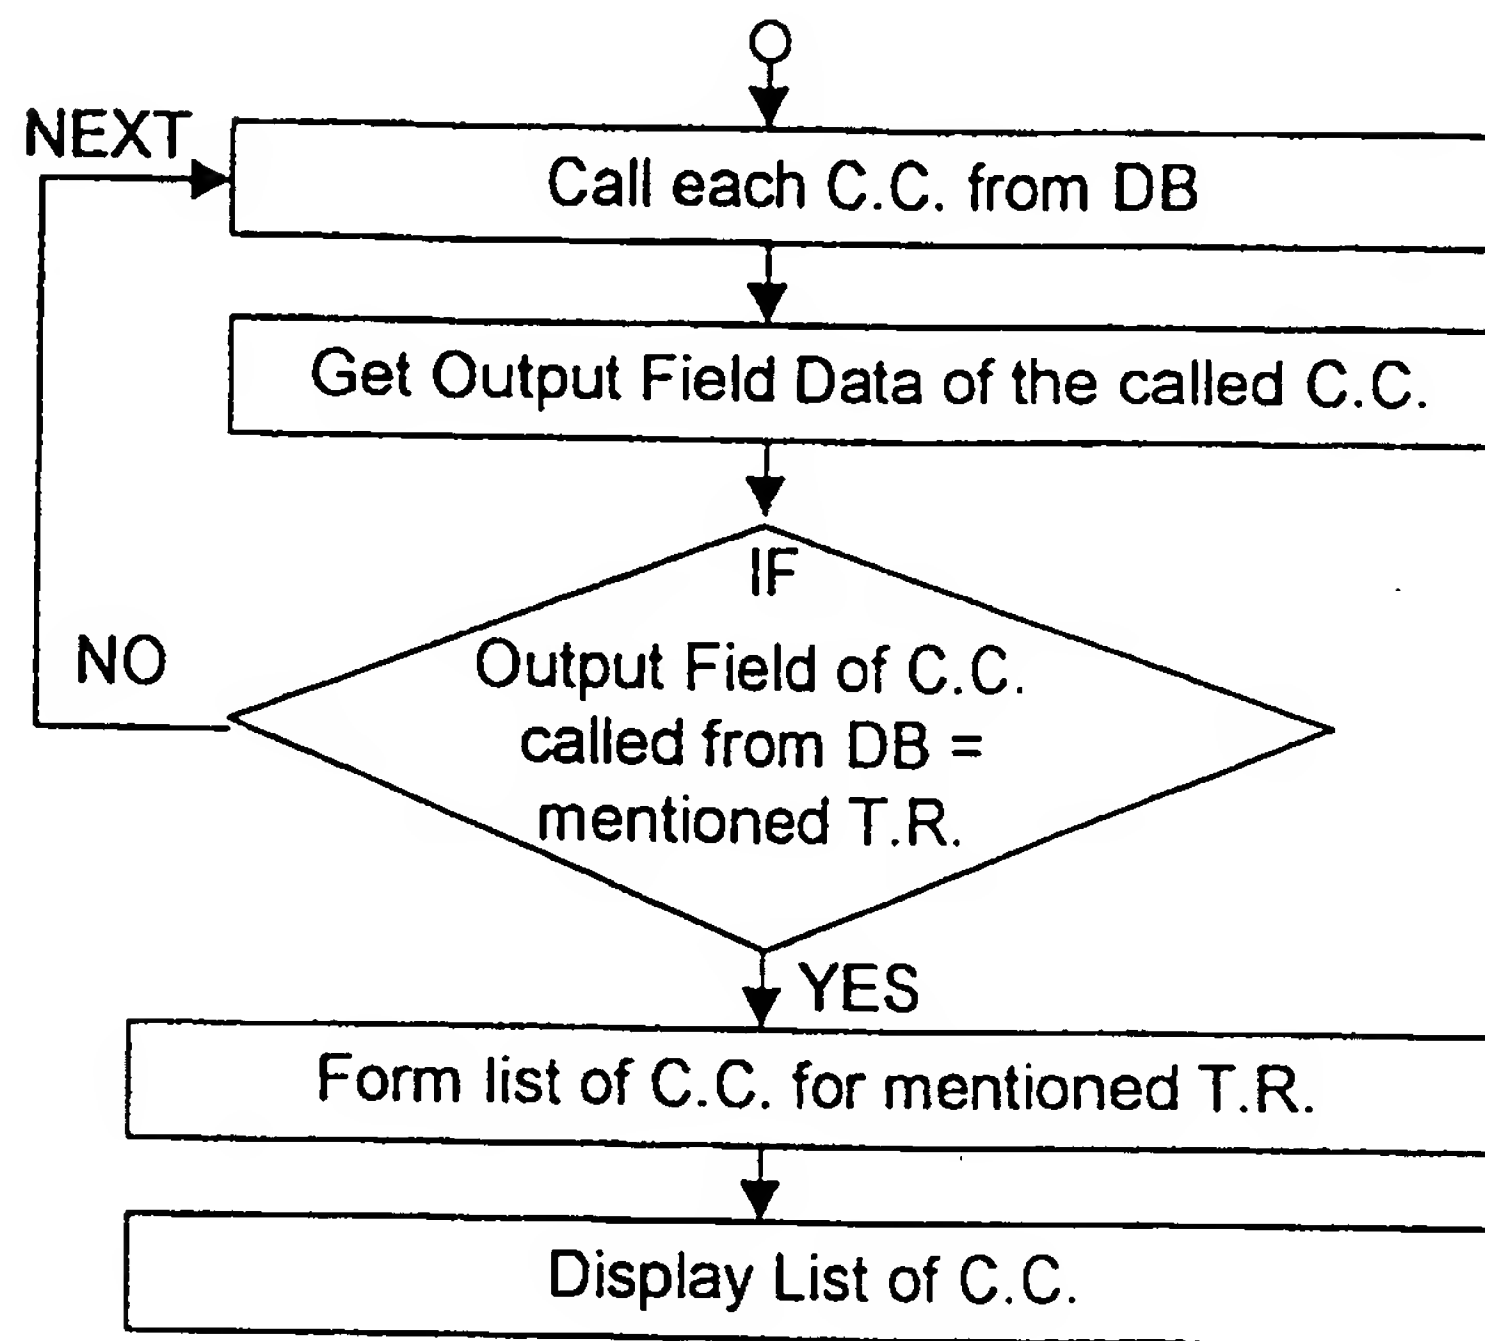 NEXT
Call each C.C. from DB
Get Output Field Data of the called C.C.
IF
NO
Output Field of C.C.
called from DB =
mentioned T.R.
YES
Form list of C.C. for mentioned T.R.
Display List of C.C.